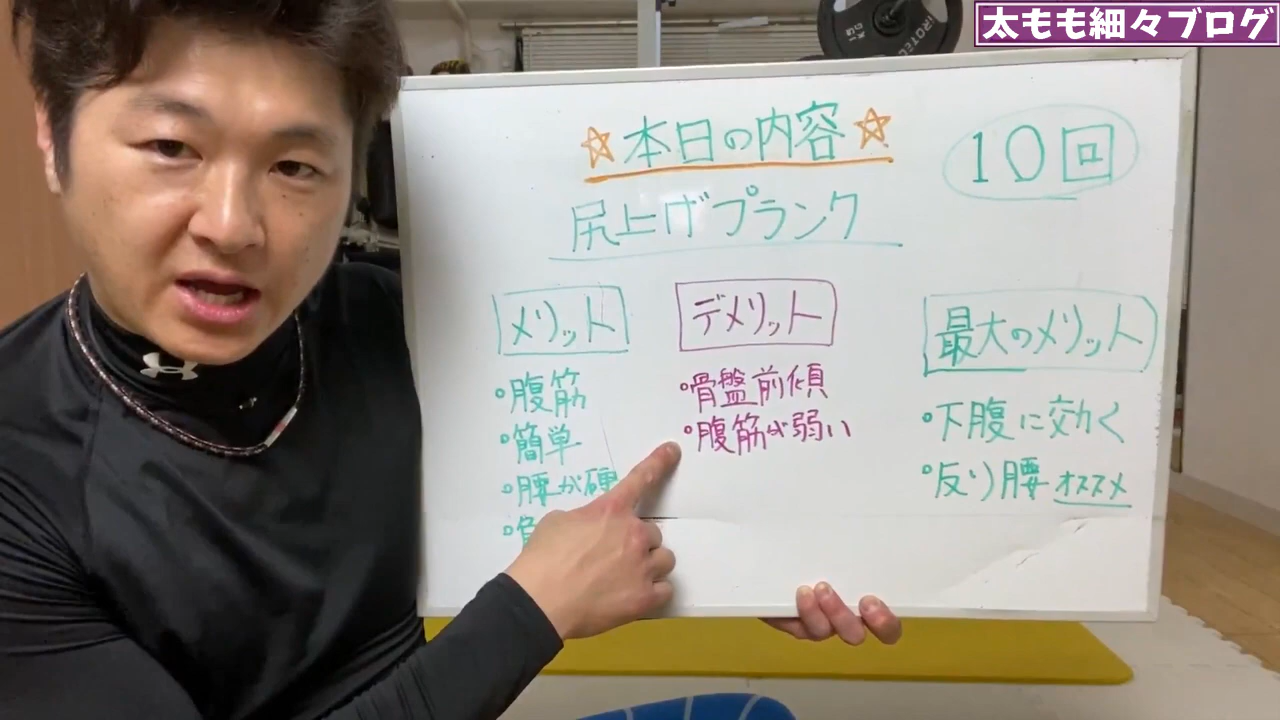 太もも細々ブログ
☆本日の内容☆
10回
尻上げプランク
メリット
・腹筋
・簡単
・腰が硬
デメリット
・骨盤前傾
・腹筋が弱い
最大のメリット
・下腹に効く
・反り腰 オススメ